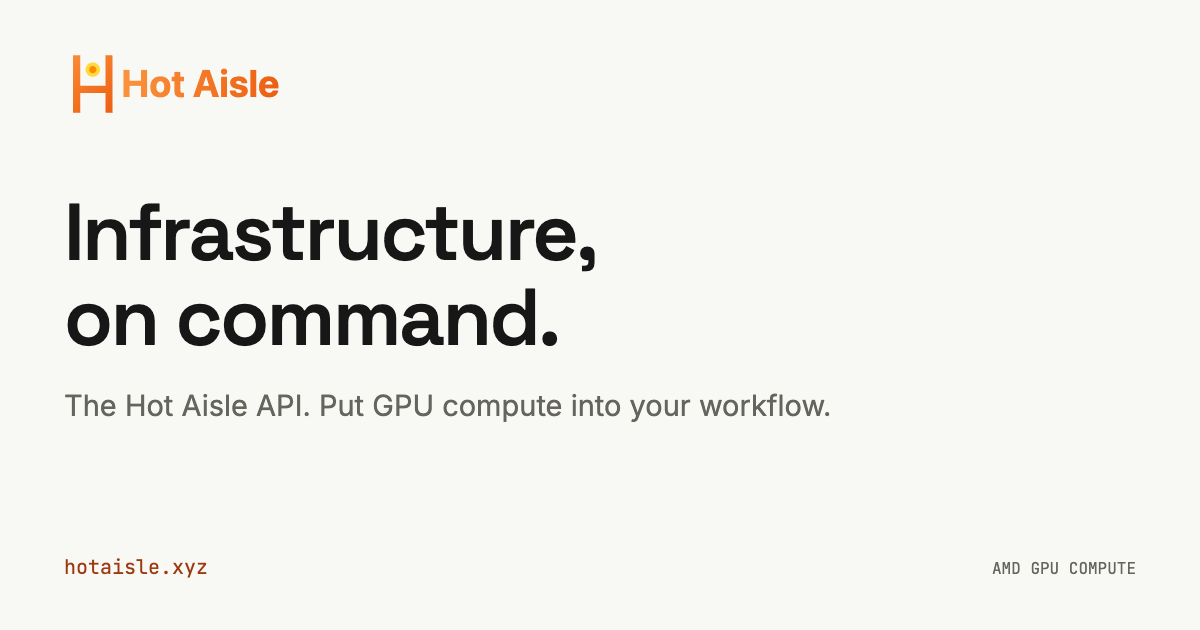 Hot Aisle
Infrastructure,
on command.
The Hot Aisle API. Put GPU compute into your workflow.
hotaisle.xyz
AMD GPU COMPUTE